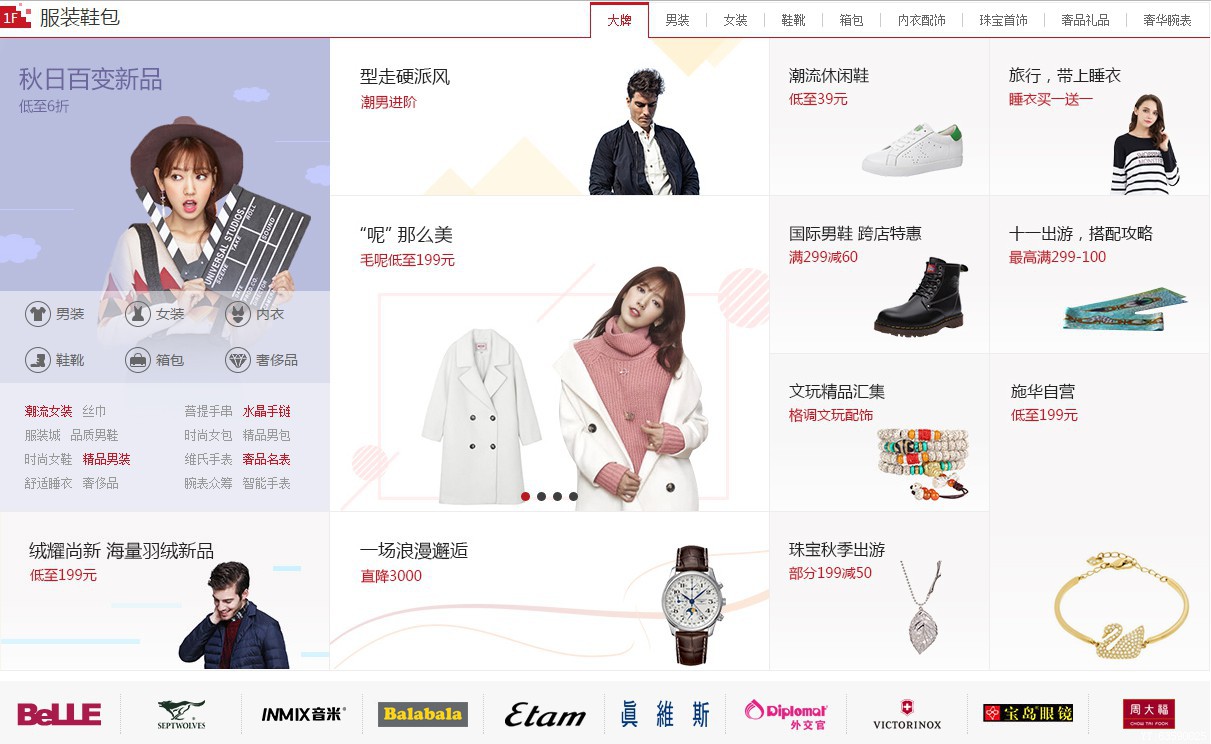 1F 服装鞋包
大牌 男装 女装 鞋靴 箱包 内衣配饰 珠宝首饰 奢品礼品 奢华腕表
秋日百变新品
低至6折
UNIVERSAL STUDIOS
ROLL
SCENE TAKE SOUND
男装 女装 内衣
鞋靴 箱包 奢侈品
潮流女装 丝巾 菩提手串 水晶手链
服装城 品质男鞋 时尚女包 精品男包
时尚女鞋 精品男装 维氏手表 奢品名表
舒适睡衣 奢侈品 腕表众筹 智能手表
绒耀尚新 海量羽绒新品
低至199元
型走硬派风
潮男进阶
“呢” 那么美
毛呢低至199元
一场浪漫邂逅
直降3000
潮流休闲鞋
低至39元
旅行，带上睡衣
睡衣买一送一
国际男鞋 跨店特惠
满299减60
十一出游，搭配攻略
最高满299-100
文玩精品汇集
格调文玩配饰
施华自营
低至199元
珠宝秋季出游
部分199减50
BeLLE
SEPTWOLVES
INMIX音米
Balabala
Etam
真維斯
Diplomat
外交官
VICTORINOX
宝岛眼镜
周大福
CHOW TAI FOOK